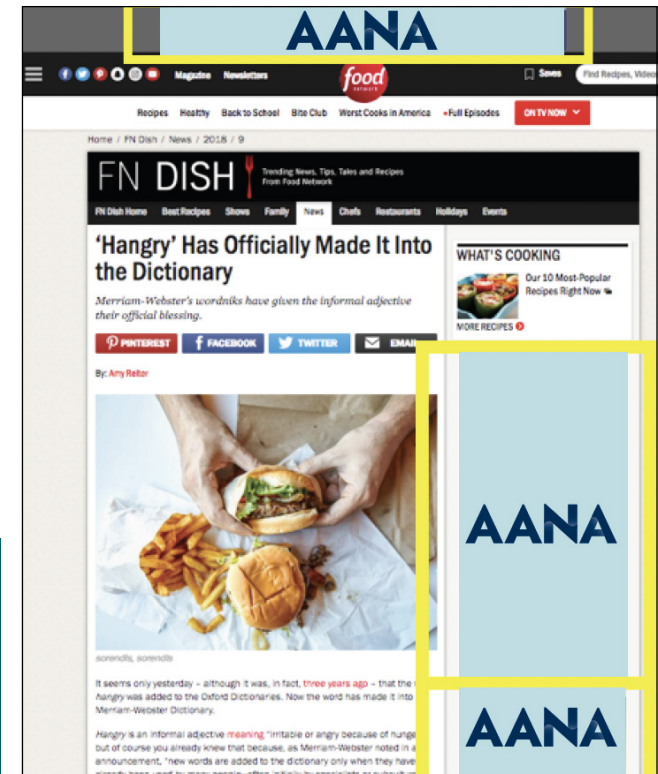 AANA
Magazine Newsletters food NETWORK Saves Find Recipes, Videos
Recipes Healthy Back to School Bite Club Worst Cooks in America •Full Episodes ON TV NOW
Home / FN Dish / News / 2018 / 9
FN DISH
Trending News, Tips, Tales and Recipes
From Food Network
FN Dish Home Best Recipes Shows Family News Chefs Restaurants Holidays Events
‘Hangry’ Has Officially Made It Into
the Dictionary
Merriam-Webster's wordniks have given the informal adjective
their official blessing.
PINTEREST FACEBOOK TWITTER EMAIL
By: Amy Reiter
sorendls, sorendls
It seems only yesterday – although it was, in fact, three years ago – that the
hangry was added to the Oxford Dictionaries. Now the word has made it into
Merriam-Webster Dictionary.
Hangry is an informal adjective meaning "irritable or angry because of hunge
but of course you already knew that because, as Merriam-Webster noted in a
announcement, "new words are added to the dictionary only when they have
already been used by many people
WHAT'S COOKING
Our 10 Most-Popular
Recipes Right Now
MORE RECIPES
AANA
AANA